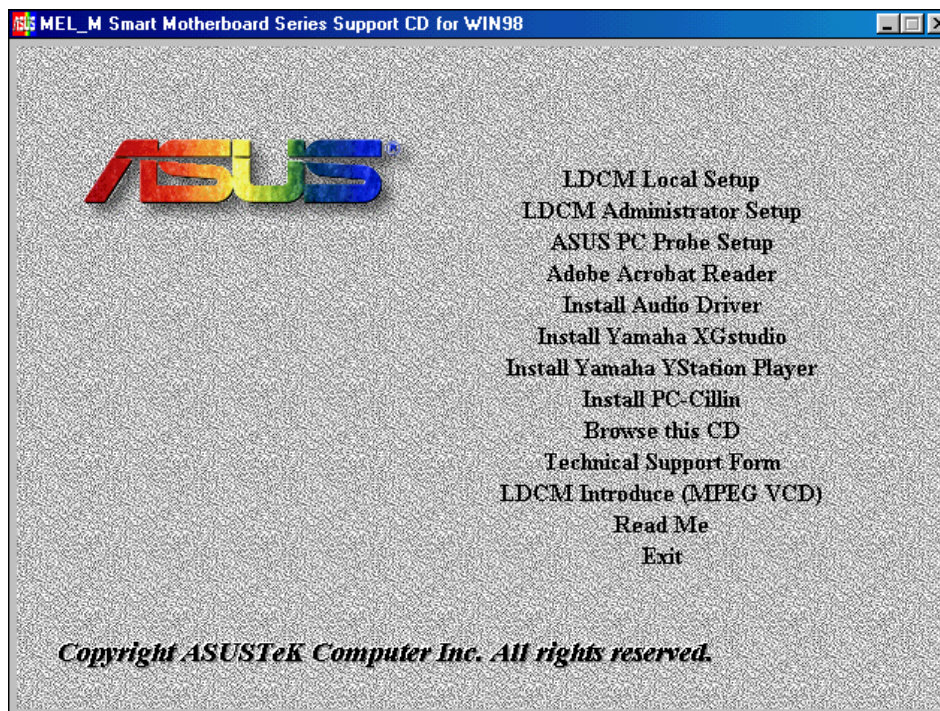 MEL_M Smart Motherboard Series Support CD for WIN98
ASUS
LDCM Local Setup
LDCM Administrator Setup
ASUS PC Probe Setup
Adobe Acrobat Reader
Install Audio Driver
Install Yamaha XGstudio
Install Yamaha YStation Player
Install PC-Cillin
Browse this CD
Technical Support Form
LDCM Introduce (MPEG VCD)
Read Me
Exit
Copyright ASUSTeK Computer Inc. All rights reserved.